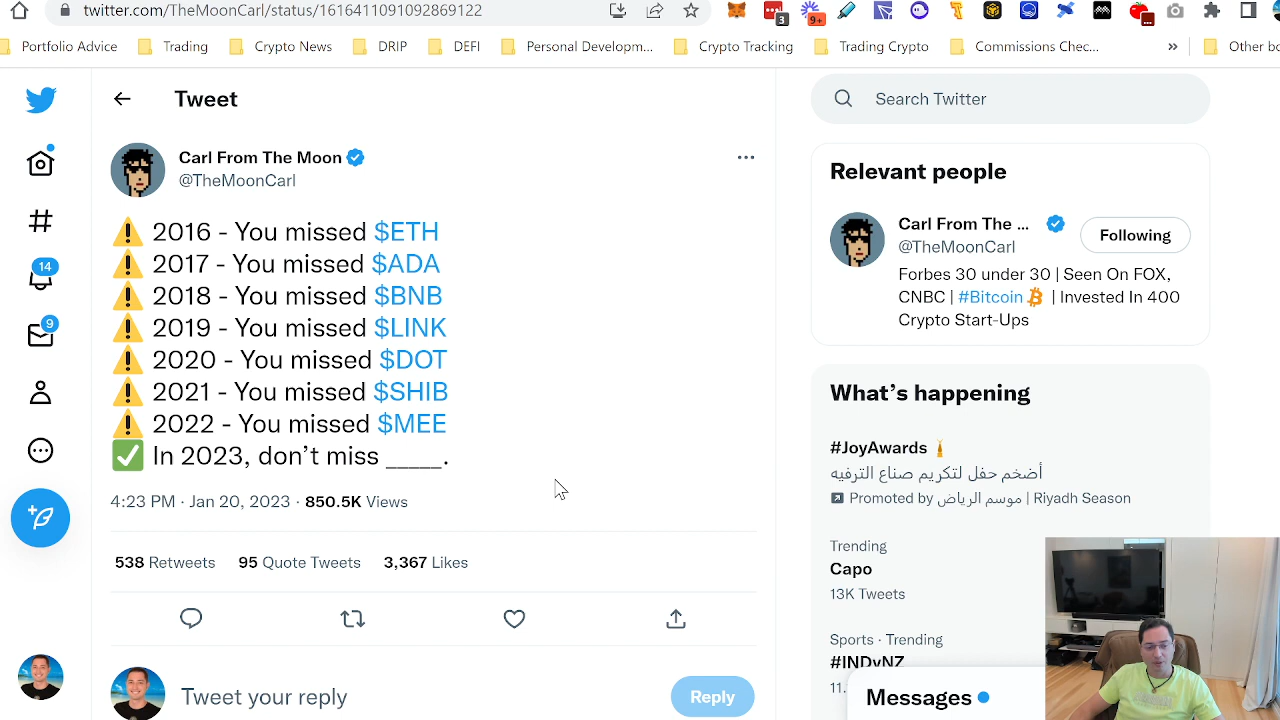 twitter.com/TheMoonCarl/status/1616411091092869122
3
9+
Portfolio Advice
Trading
Crypto News
DRIP
DEFI
Personal Developm...
Crypto Tracking
Trading Crypto
Commissions Chec...
»
Other bo
Tweet
Search Twitter
Carl From The Moon
@TheMoonCarl
2016 - You missed $ETH
2017 - You missed $ADA
2018 - You missed $BNB
2019 - You missed $LINK
2020 - You missed $DOT
2021 - You missed $SHIB
2022 - You missed $MEE
In 2023, don’t miss _____.
4:23 PM · Jan 20, 2023 · 850.5K Views
538 Retweets 95 Quote Tweets 3,367 Likes
Tweet your reply
Reply
14
9
Relevant people
Carl From The ...
Following
@TheMoonCarl
Forbes 30 under 30 | Seen On FOX,
CNBC | #Bitcoin | Invested In 400
Crypto Start-Ups
What’s happening
#JoyAwards
أضخم حفل لتكريم صناع الترفيه
Promoted by موسم الرياض | Riyadh Season
Trending
Capo
13K Tweets
Sports · Trending
#INDvNZ
11.
Messages